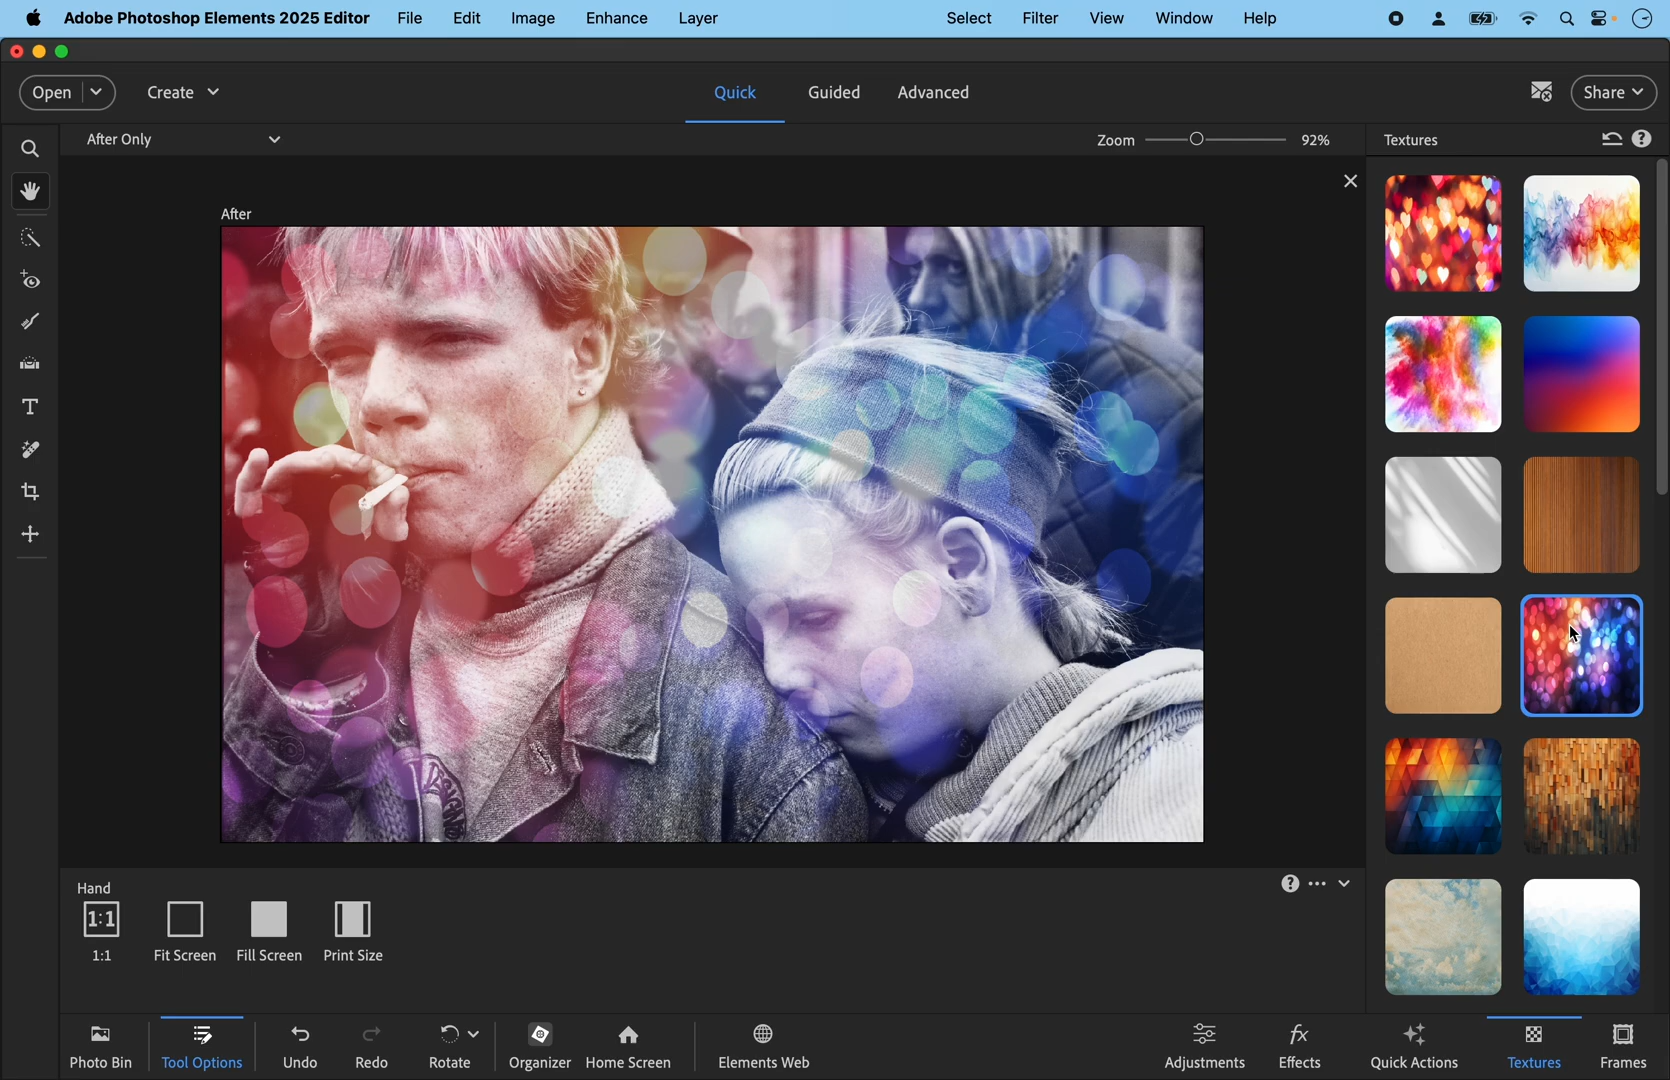 Adobe Photoshop Elements 2025 Editor File Edit Image Enhance Layer Select Filter View Window Help
Open Create Quick Guided Advanced Share
After Only Zoom 92% Textures
After
Hand
1:1
1:1 Fit Screen Fill Screen Print Size
Photo Bin Tool Options Undo Redo Rotate Organizer Home Screen Elements Web Adjustments Effects Quick Actions Textures Frames